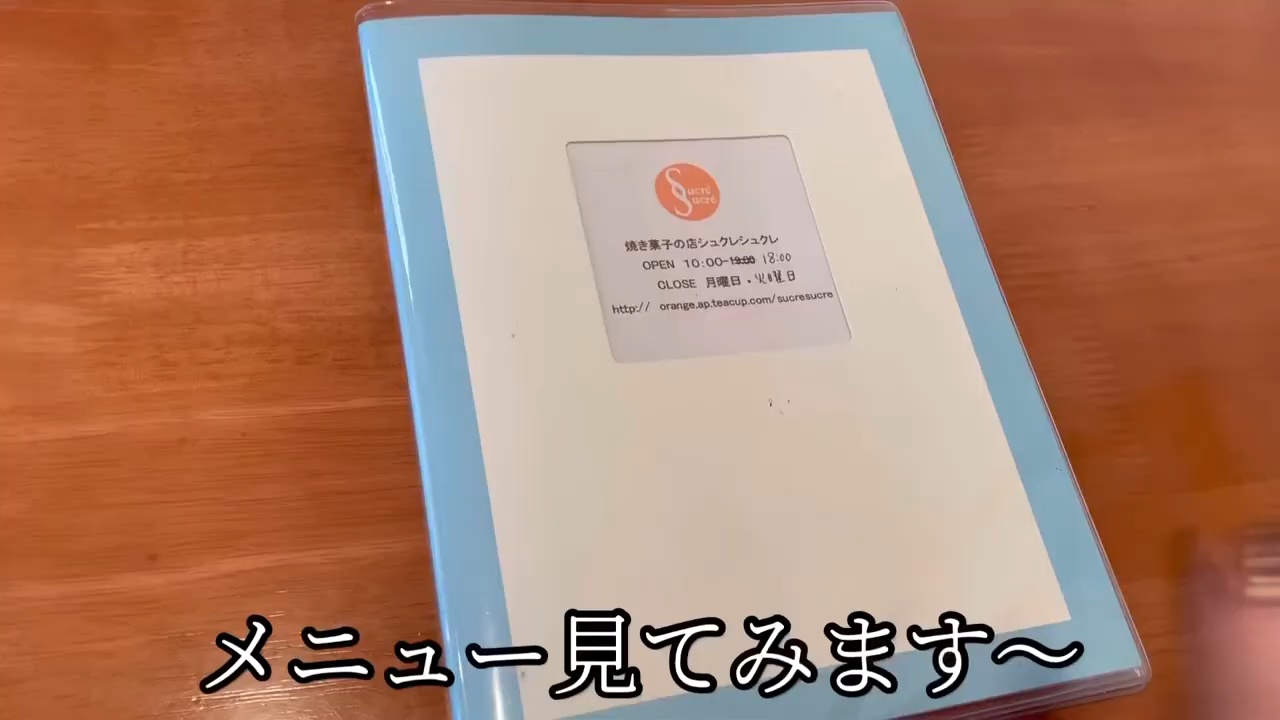 Sucré
Sucré
焼き菓子の店シュクレシュクレ
OPEN 10:00-19:00 18:00
CLOSE 月曜日・火曜日
http:// orange.ap.teacup.com/sucresucre
メニュー見てみます～